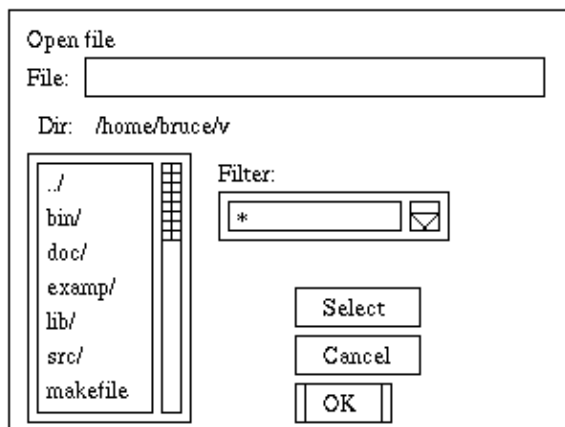 Open file
File:
Dir: /home/bruce/v
../
bin/
doc/
examp/
lib/
src/
makefile
Filter:
*
Select
Cancel
OK